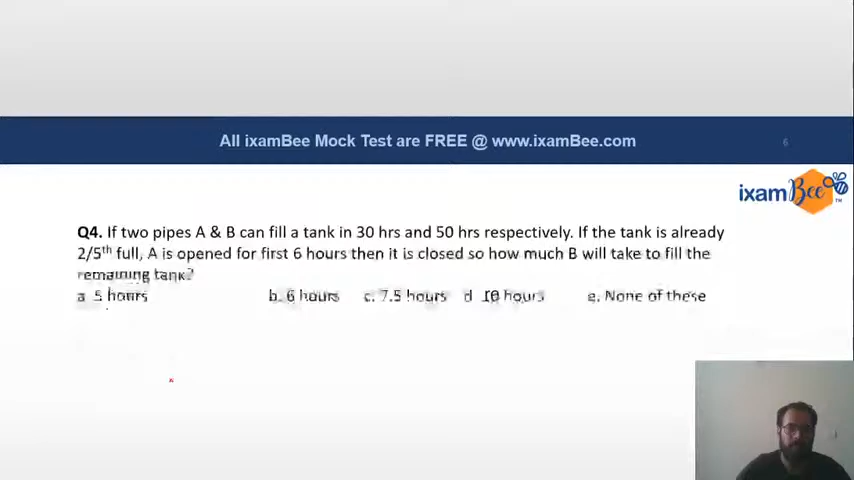 All ixamBee Mock Test are FREE @ www.ixamBee.com
6
ixamBee™
Q4. If two pipes A & B can fill a tank in 30 hrs and 50 hrs respectively. If the tank is already
2/5th full, A is opened for first 6 hours then it is closed so how much B will take to fill the
remaining tank?
a. 5 hours b. 6 hours c. 7.5 hours d. 10 hours e. None of these